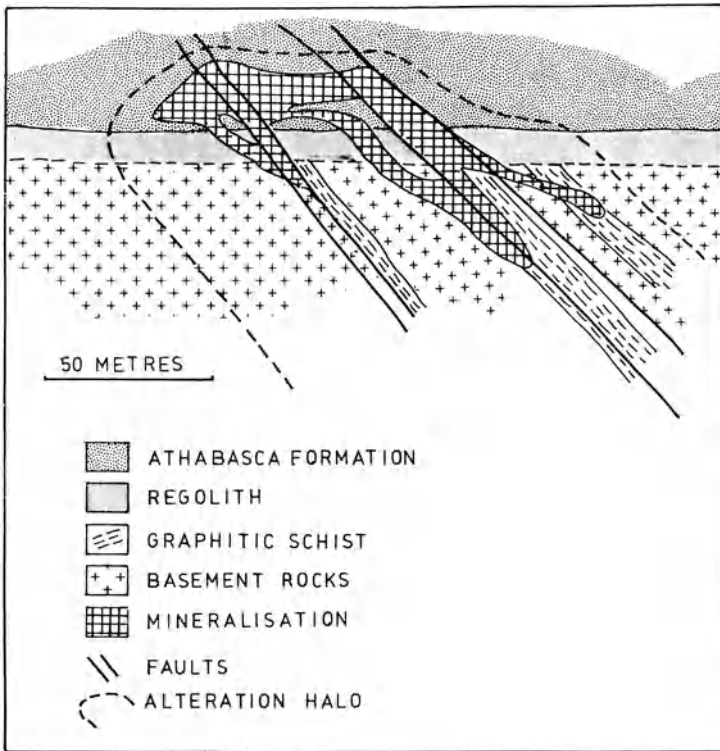 50 METRES
ATHABASCA FORMATION
REGOLITH
GRAPHITIC SCHIST
BASEMENT ROCKS
MINERALISATION
FAULTS
ALTERATION HALO